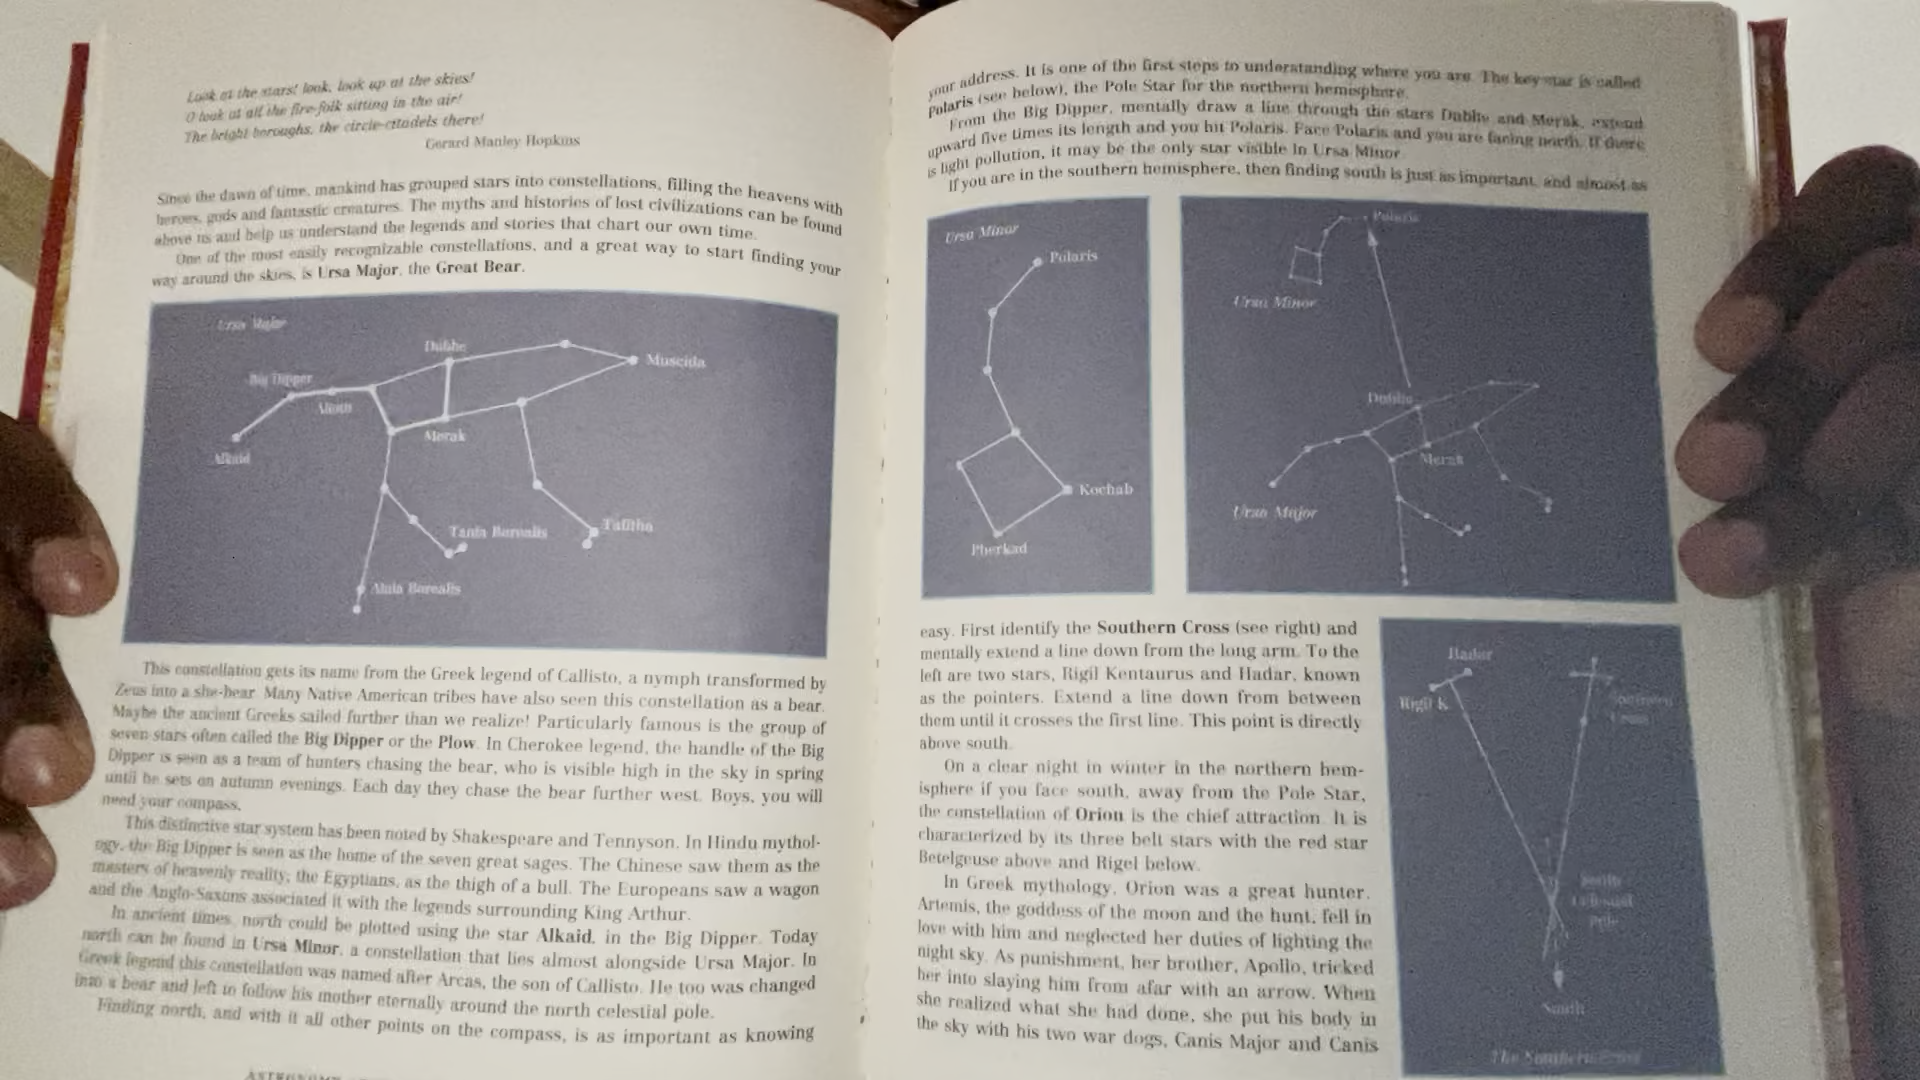 Look at the stars! look, look up at the skies!
O look at all the fire-folk sitting in the air!
The bright boroughs, the circle-citadels there!
Gerard Manley Hopkins
Since the dawn of time, mankind has grouped stars into constellations, filling the heavens with
heroes, gods and fantastic creatures. The myths and histories of lost civilizations can be found
above us and help us understand the legends and stories that chart our own time.
One of the most easily recognizable constellations, and a great way to start finding your
way around the skies, is Ursa Major, the Great Bear.
Ursa Major
Dubhe
Muscida
Big Dipper
Alioth
Merak
Alkaid
Tania Borealis
Talitha
Alula Borealis
This constellation gets its name from the Greek legend of Callisto, a nymph transformed by
Zeus into a she-bear. Many Native American tribes have also seen this constellation as a bear.
Maybe the ancient Greeks sailed further than we realize! Particularly famous is the group of
seven stars often called the Big Dipper or the Plow. In Cherokee legend, the handle of the Big
Dipper is seen as a team of hunters chasing the bear, who is visible high in the sky in spring
until he sets on autumn evenings. Each day they chase the bear further west. Boys, you will
need your compass.
This distinctive star system has been noted by Shakespeare and Tennyson. In Hindu mythol-
ogy, the Big Dipper is seen as the home of the seven great sages. The Chinese saw them as the
masters of heavenly reality; the Egyptians, as the thigh of a bull. The Europeans saw a wagon
and the Anglo-Saxons associated it with the legends surrounding King Arthur.
In ancient times, north could be plotted using the star Alkaid, in the Big Dipper. Today
north can be found in Ursa Minor, a constellation that lies almost alongside Ursa Major. In
Greek legend this constellation was named after Arcas, the son of Callisto. He too was changed
into a bear and left to follow his mother eternally around the north celestial pole.
Finding north, and with it all other points on the compass, is as important as knowing
ASTRONOMY
your address. It is one of the first steps to understanding where you are. The key star is called
Polaris (see below), the Pole Star for the northern hemisphere.
From the Big Dipper, mentally draw a line through the stars Dubhe and Merak, extend
upward five times its length and you hit Polaris. Face Polaris and you are facing north. If there
is light pollution, it may be the only star visible in Ursa Minor.
If you are in the southern hemisphere, then finding south is just as important, and almost as
Ursa Minor
Polaris
Kochab
Pherkad
Polaris
Ursa Minor
Dubhe
Merak
Ursa Major
easy. First identify the Southern Cross (see right) and
mentally extend a line down from the long arm. To the
left are two stars, Rigil Kentaurus and Hadar, known
as the pointers. Extend a line down from between
them until it crosses the first line. This point is directly
above south.
On a clear night in winter in the northern hem-
isphere if you face south, away from the Pole Star,
the constellation of Orion is the chief attraction. It is
characterized by its three belt stars with the red star
Betelgeuse above and Rigel below.
In Greek mythology, Orion was a great hunter.
Artemis, the goddess of the moon and the hunt, fell in
love with him and neglected her duties of lighting the
night sky. As punishment, her brother, Apollo, tricked
her into slaying him from afar with an arrow. When
she realized what she had done, she put his body in
the sky with his two war dogs, Canis Major and Canis
Hadar
Rigil K.
Southern
Cross
South
Celestial
Pole
South
The Southern Cross